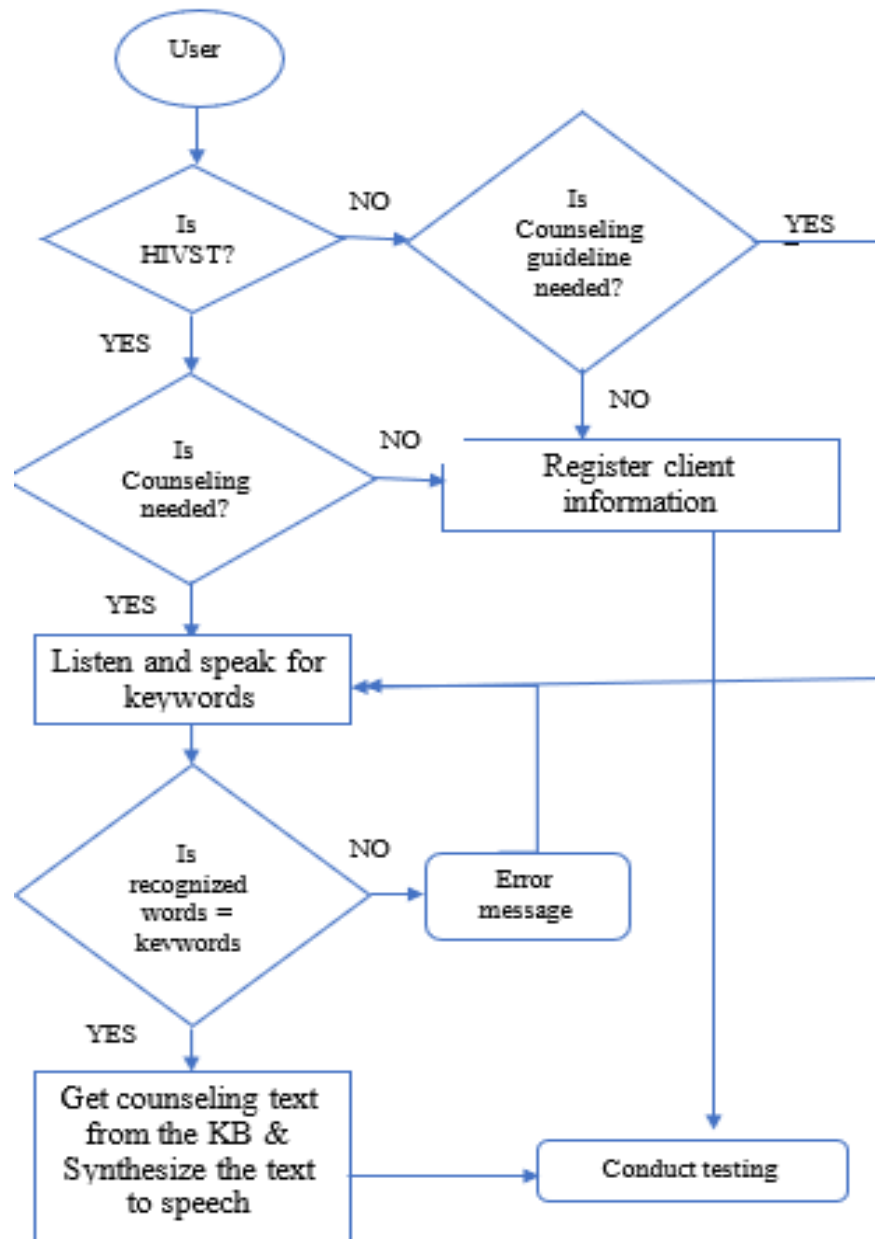 User
Is
HIVST?
NO
Is
Counseling
guideline
needed?
YES
YES
NO
Is
Counseling
needed?
NO
Register client
information
YES
Listen and speak for
keywords
Is
recognized
words =
keywords
NO
Error
message
YES
Get counseling text
from the KB &
Synthesize the text
to speech
Conduct testing